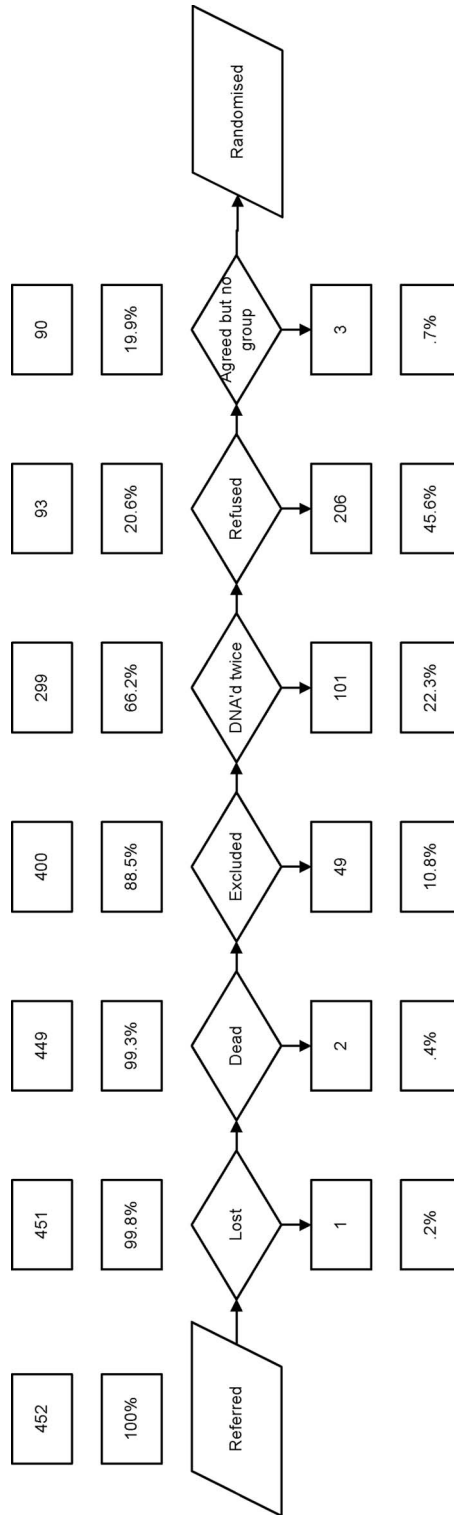 452
451
449
400
299
93
90
100%
99.8%
99.3%
88.5%
66.2%
20.6%
19.9%
Referred
Lost
Dead
Excluded
DNA'd twice
Refused
Agreed but no
group
Randomised
1
2
49
101
206
3
.2%
.4%
10.8%
22.3%
45.6%
.7%